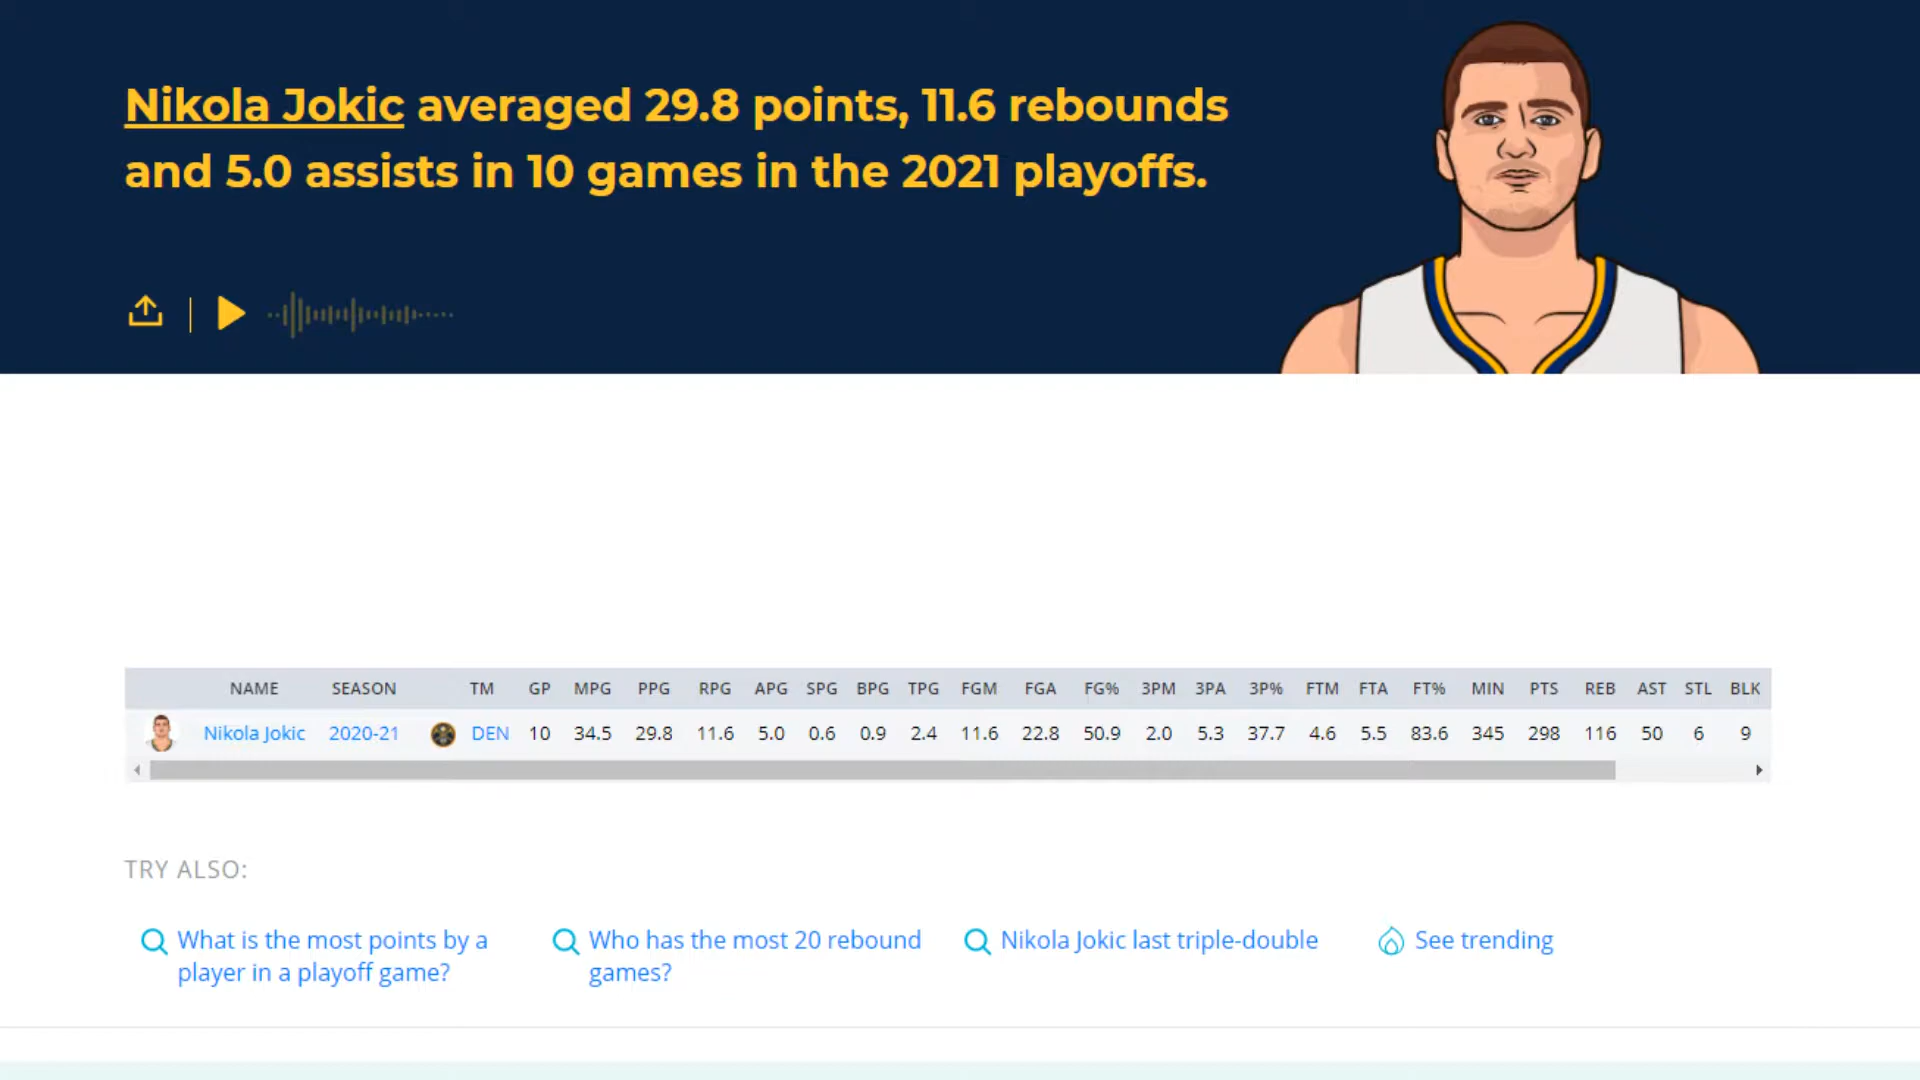 Nikola Jokic averaged 29.8 points, 11.6 rebounds
and 5.0 assists in 10 games in the 2021 playoffs.
NAME SEASON TM GP MPG PPG RPG APG SPG BPG TPG FGM FGA FG% 3PM 3PA 3P% FTM FTA FT% MIN PTS REB AST STL BLK
Nikola Jokic 2020-21 DEN 10 34.5 29.8 11.6 5.0 0.6 0.9 2.4 11.6 22.8 50.9 2.0 5.3 37.7 4.6 5.5 83.6 345 298 116 50 6 9
TRY ALSO:
What is the most points by a
player in a playoff game?
Who has the most 20 rebound
games?
Nikola Jokic last triple-double
See trending